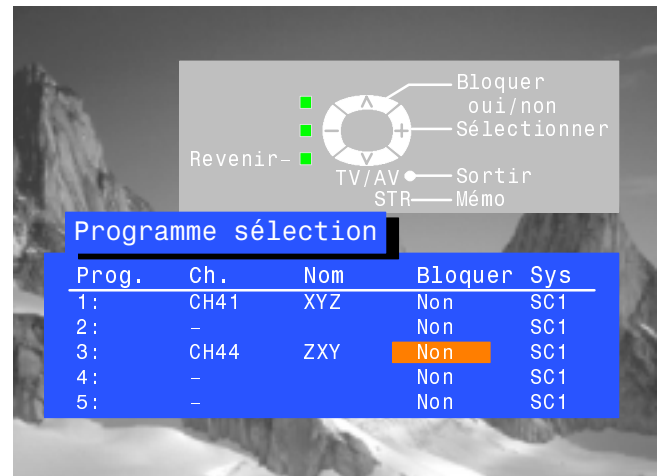 Bloquer
oui/non
Sélectionner
Revenir
TV/AV Sortir
STR Mémo
Programme sélection
Prog. Ch. Nom Bloquer Sys
1: CH41 XYZ Non SC1
2: – Non SC1
3: CH44 ZXY Non SC1
4: – Non SC1
5: – Non SC1